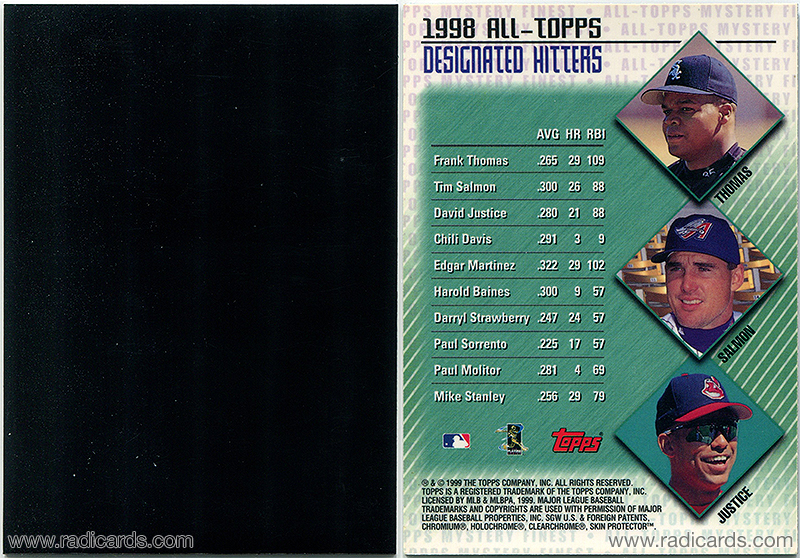 1998 ALL-TOPPS
DESIGNATED HITTERS
AVG HR RBI
Frank Thomas .265 29 109
Tim Salmon .300 26 88
David Justice .280 21 88
Chili Davis .291 3 9
Edgar Martinez .322 29 102
Harold Baines .300 9 57
Darryl Strawberry .247 24 57
Paul Sorrento .225 17 57
Paul Molitor .281 4 69
Mike Stanley .256 29 79
THOMAS
SALMON
JUSTICE
Topps
® & © 1999 THE TOPPS COMPANY, INC. ALL RIGHTS RESERVED.
TOPPS IS A REGISTERED TRADEMARK OF THE TOPPS COMPANY, INC.
LICENSED BY MLB & MLBPA, 1999. MAJOR LEAGUE BASEBALL
TRADEMARKS AND COPYRIGHTS ARE USED WITH PERMISSION OF MAJOR
LEAGUE BASEBALL PROPERTIES, INC. SGW U.S. & FOREIGN PATENTS,
CHROMIUM®, HOLOCHROME®, CLEARCHROME®, SKIN PROTECTOR™.
www.radicards.com
www.radicards.com